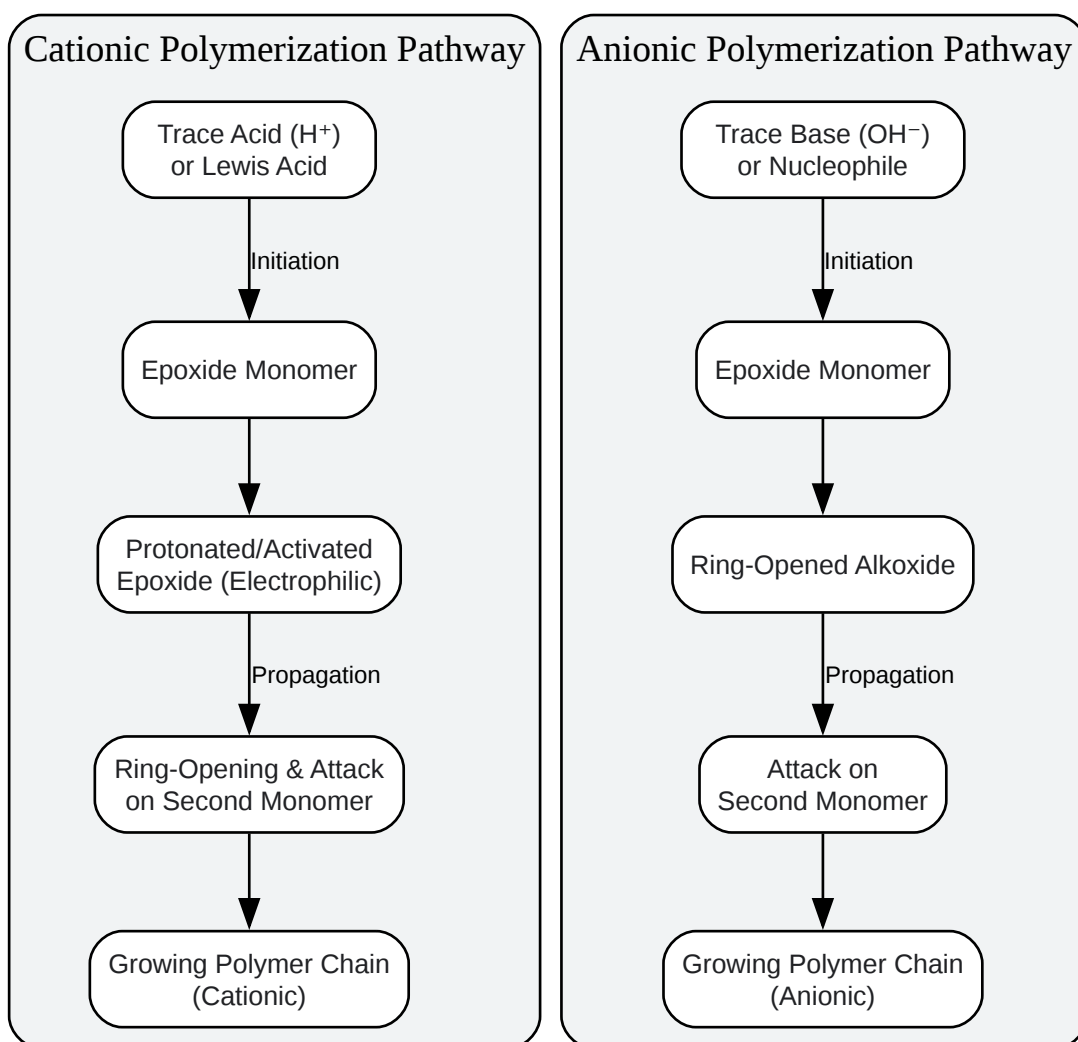 Cationic Polymerization Pathway
Trace Acid (H⁺)
or Lewis Acid
Initiation
Epoxide Monomer
Protonated/Activated
Epoxide (Electrophilic)
Propagation
Ring-Opening & Attack
on Second Monomer
Growing Polymer Chain
(Cationic)
Anionic Polymerization Pathway
Trace Base (OH⁻)
or Nucleophile
Initiation
Epoxide Monomer
Ring-Opened Alkoxide
Propagation
Attack on
Second Monomer
Growing Polymer Chain
(Anionic)